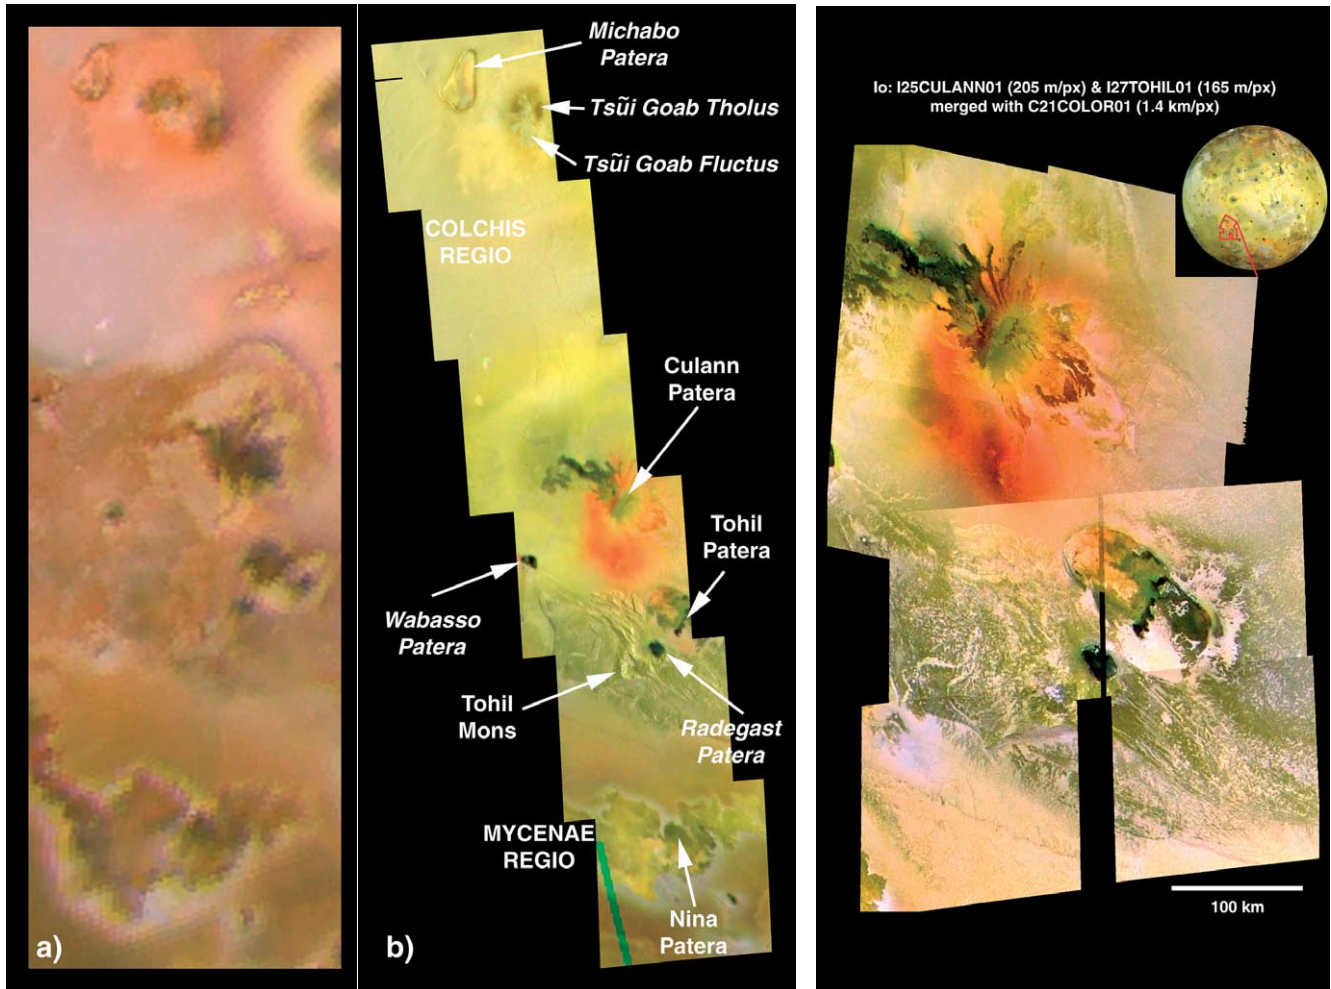 Michabo
Patera
Tsũi Goab Tholus
Tsũi Goab Fluctus
COLCHIS
REGIO
Culann
Patera
Tohil
Patera
Wabasso
Patera
Tohil
Mons
Radegast
Patera
MYCENAE
REGIO
Nina
Patera
a)
b)
Io: I25CULANN01 (205 m/px) & I27TOHIL01 (165 m/px)
merged with C21COLOR01 (1.4 km/px)
100 km